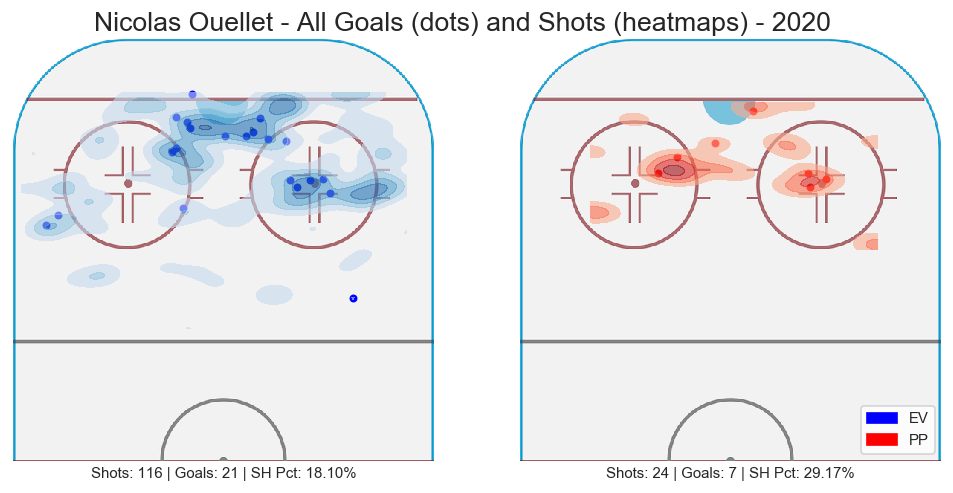 Nicolas Ouellet - All Goals (dots) and Shots (heatmaps) - 2020
EV
PP
Shots: 116 | Goals: 21 | SH Pct: 18.10%
Shots: 24 | Goals: 7 | SH Pct: 29.17%